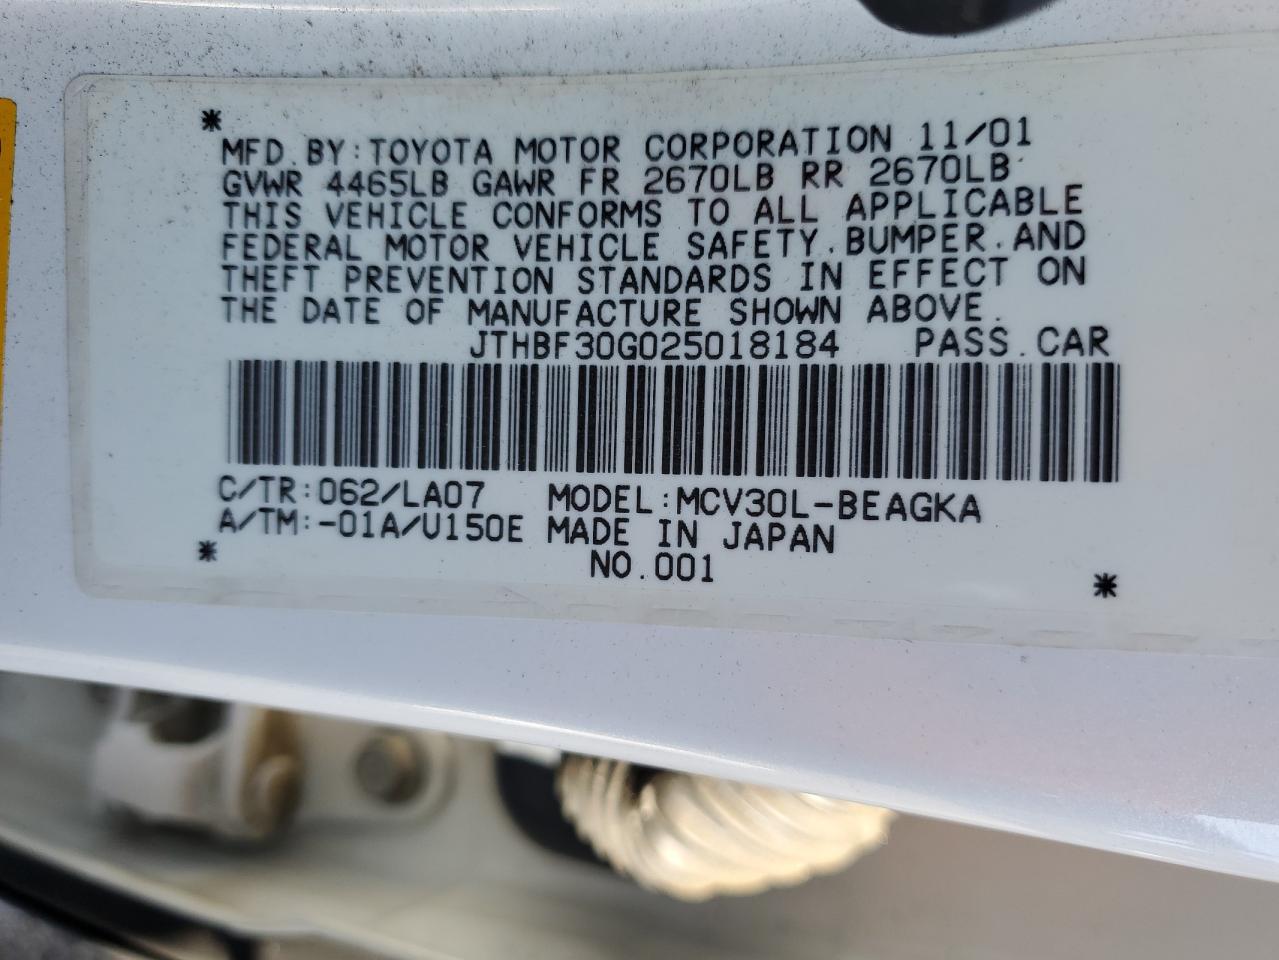 *
MFD.BY:TOYOTA MOTOR CORPORATION 11/01
GVWR 4465LB GAWR FR 2670LB RR 2670LB
THIS VEHICLE CONFORMS TO ALL APPLICABLE
FEDERAL MOTOR VEHICLE SAFETY,BUMPER,AND
THEFT PREVENTION STANDARDS IN EFFECT ON
THE DATE OF MANUFACTURE SHOWN ABOVE.
JTHBF30G025018184 PASS.CAR
C/TR:062/LA07 MODEL:MCV30L-BEAGKA
A/TM:-01A/U150E MADE IN JAPAN
* NO.001 *